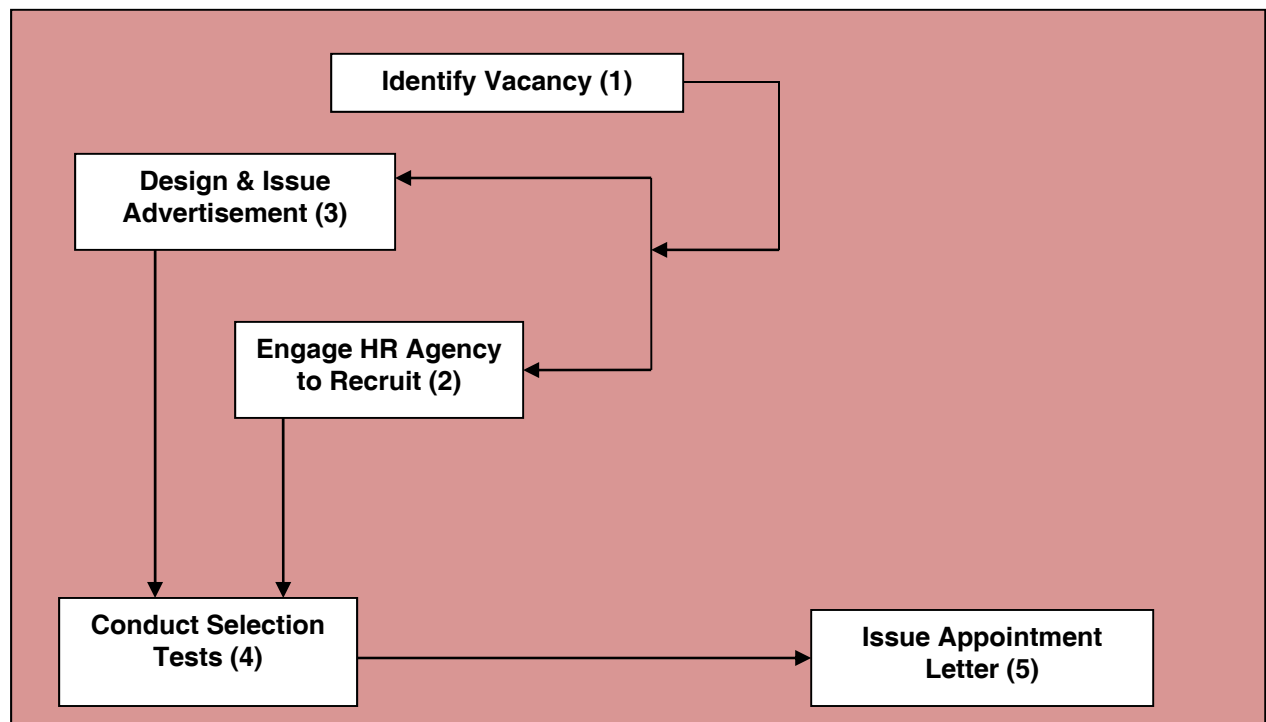 Identify Vacancy (1)
Design & Issue
Advertisement (3)
Engage HR Agency
to Recruit (2)
Conduct Selection
Tests (4)
Issue Appointment
Letter (5)